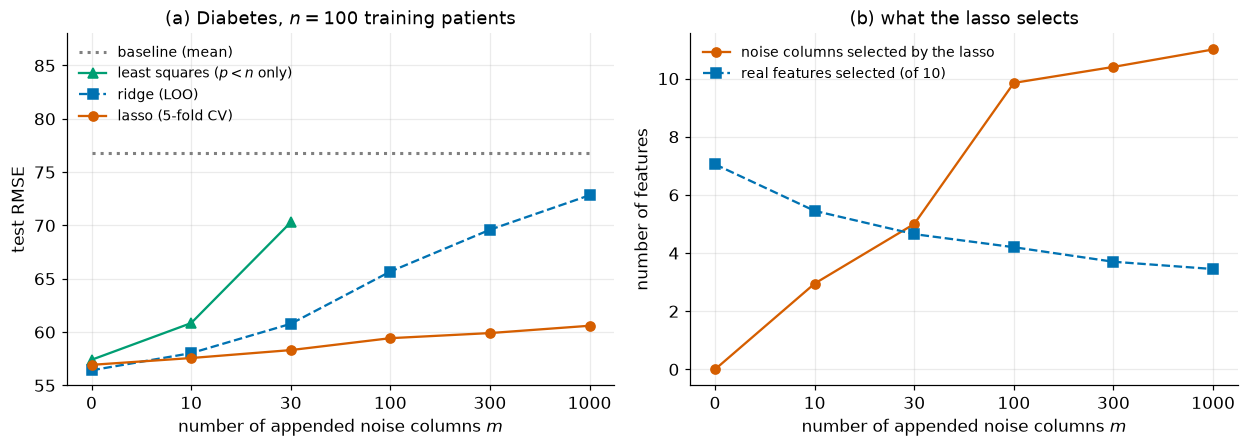 (a) Diabetes, n = 100 training patients
baseline (mean)
least squares (p < n only)
ridge (LOO)
lasso (5-fold CV)
test RMSE
85
80
75
70
65
60
55
0 10 30 100 300 1000
number of appended noise columns m
(b) what the lasso selects
noise columns selected by the lasso
real features selected (of 10)
number of features
10
8
6
4
2
0
0 10 30 100 300 1000
number of appended noise columns m